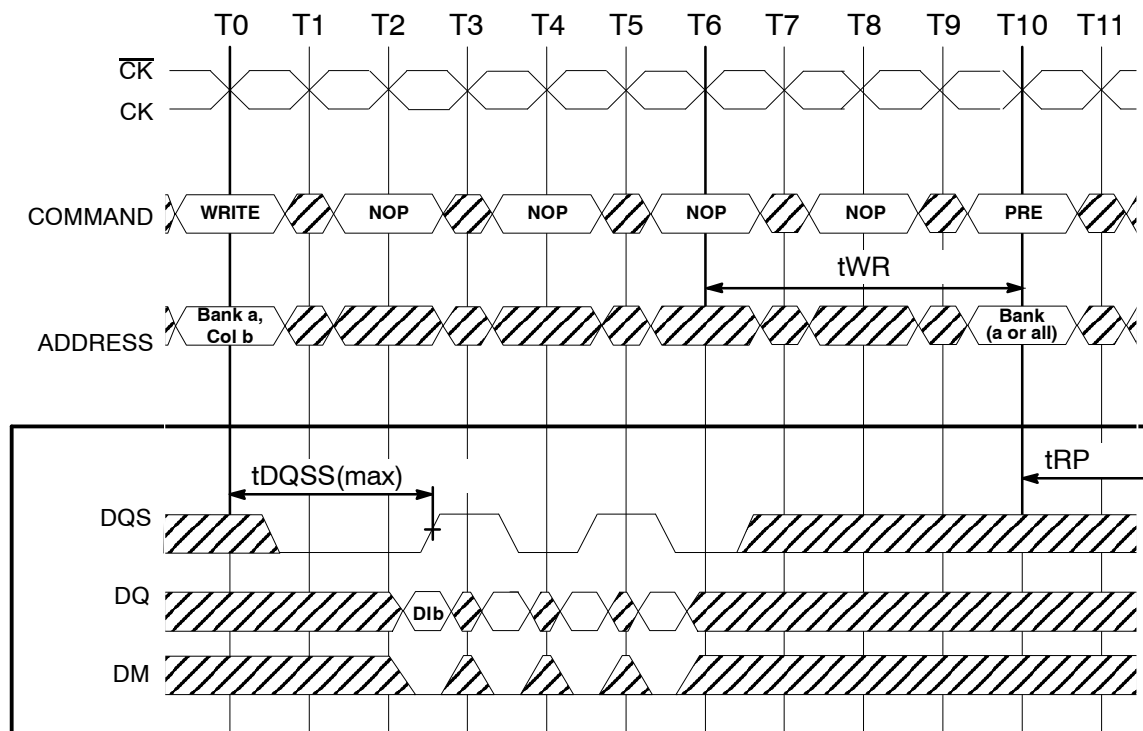 T0 T1 T2 T3 T4 T5 T6 T7 T8 T9 T10 T11
CK
CK
COMMAND WRITE NOP NOP NOP NOP PRE
tWR
ADDRESS Bank a, Col b Bank (a or all)
tDQSS(max) tRP
DQS
DQ DIb
DM